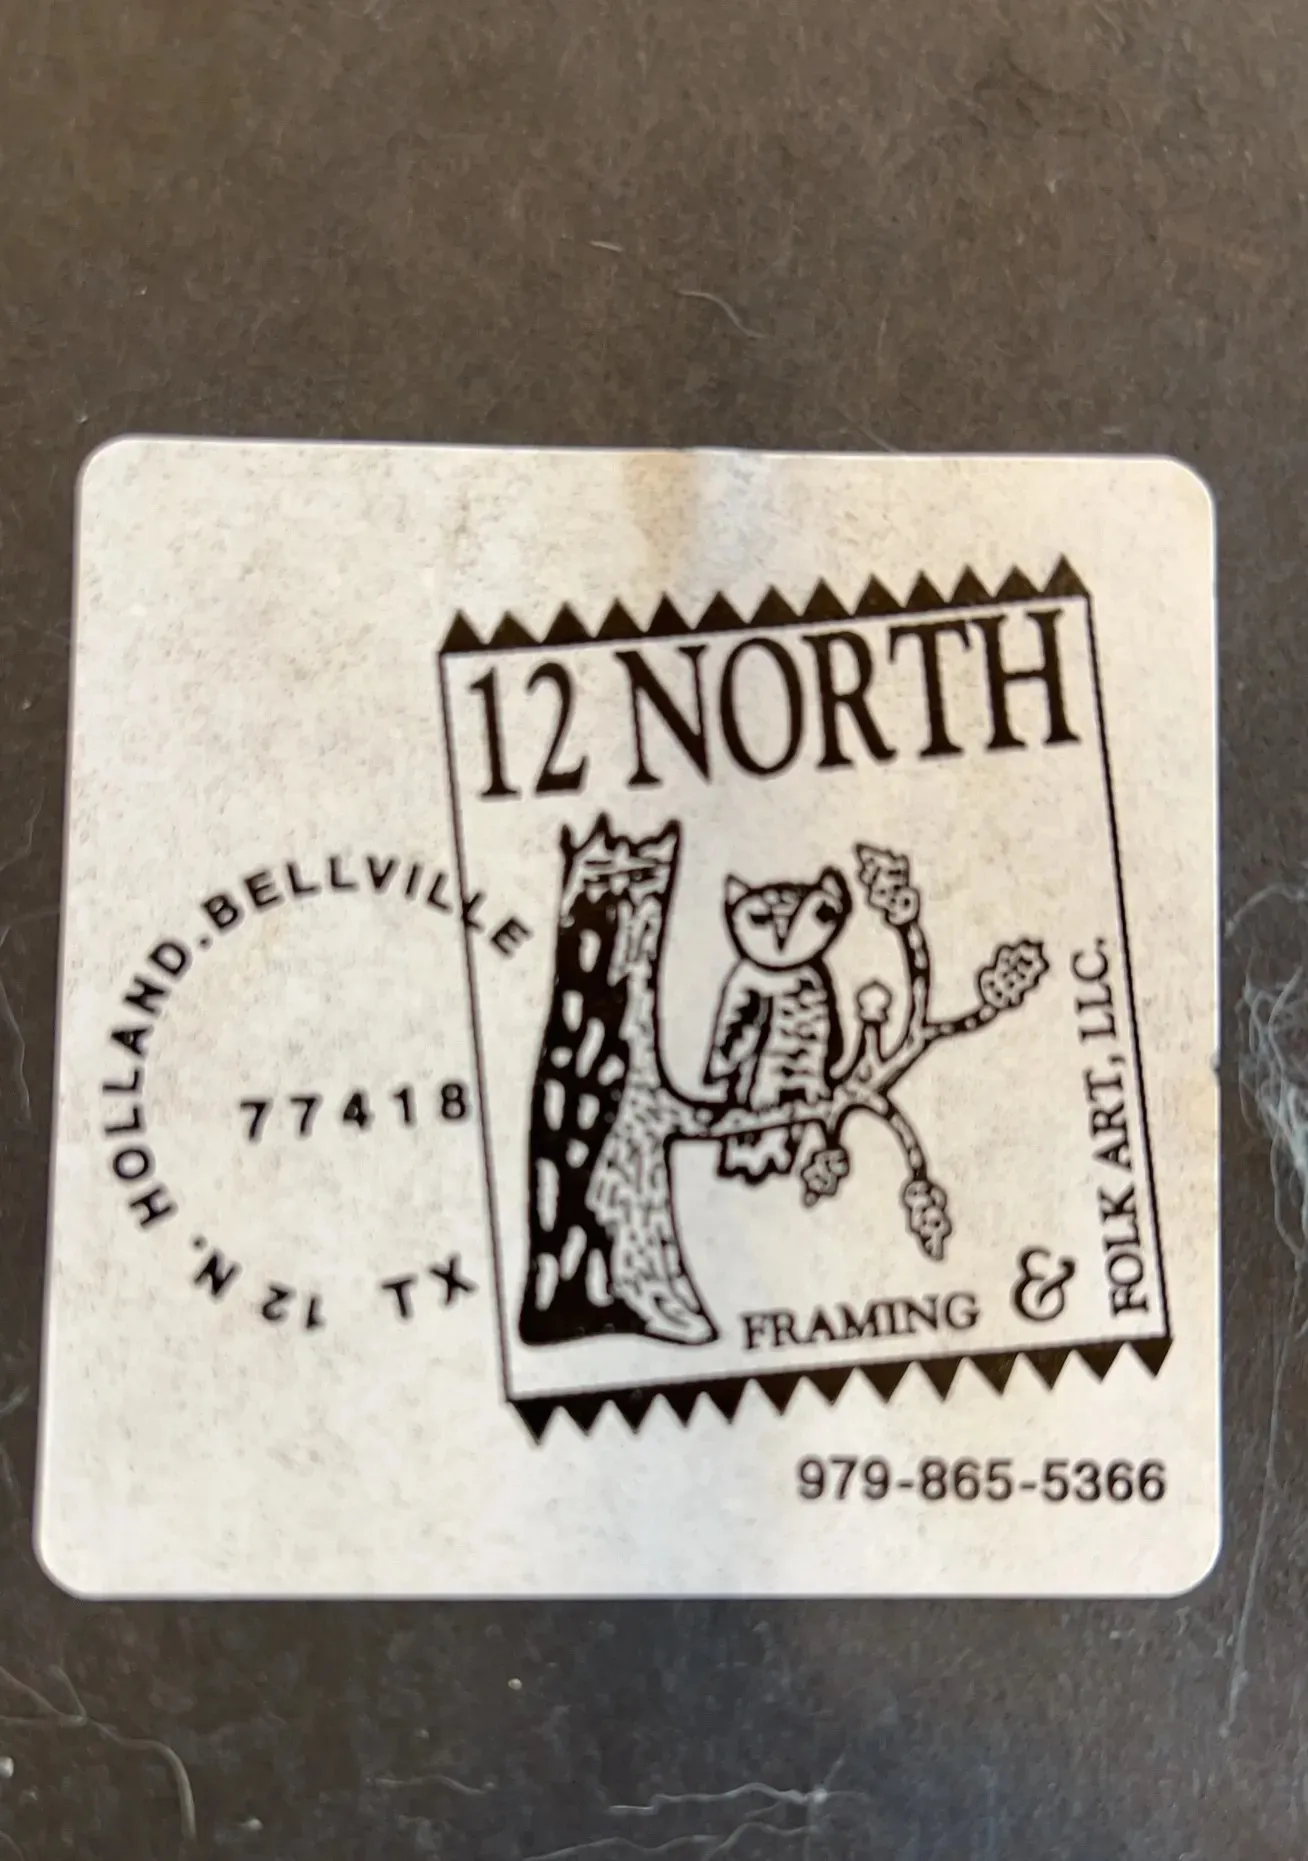 12 NORTH
12 N. HOLLAND. BELLVILLE TX
77418
FRAMING & FOLK ART, LLC.
979-865-5366